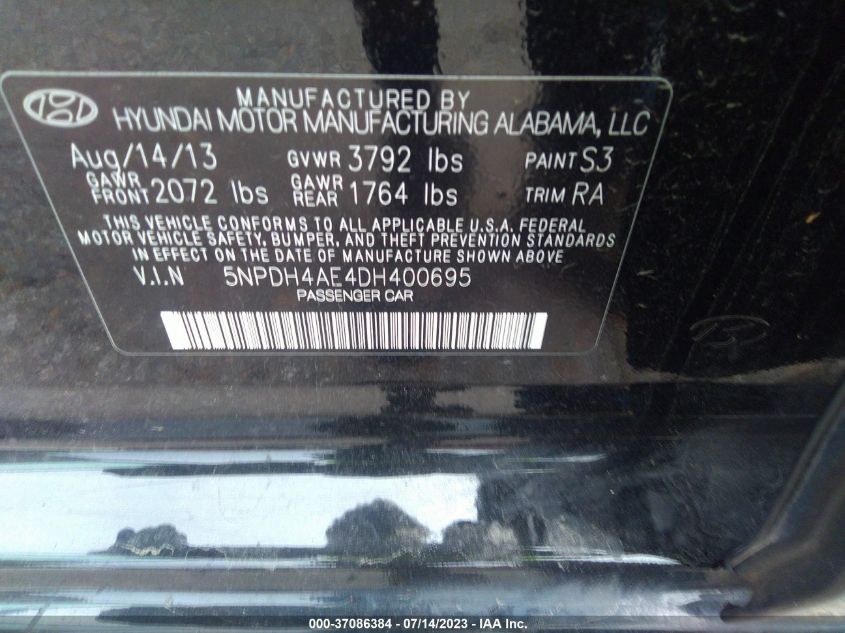 MANUFACTURED BY
HYUNDAI MOTOR MANUFACTURING ALABAMA, LLC
Aug/14/13 GVWR 3792 lbs PAINT S3
GAWR FRONT 2072 lbs GAWR REAR 1764 lbs TRIM RA
THIS VEHICLE CONFORMS TO ALL APPLICABLE U.S.A. FEDERAL
MOTOR VEHICLE SAFETY, BUMPER, AND THEFT PREVENTION STANDARDS
IN EFFECT ON THE DATE OF MANUFACTURE SHOWN ABOVE
V.I.N 5NPDH4AE4DH400695
PASSENGER CAR
000-37086384 - 07/14/2023 - IAA Inc.